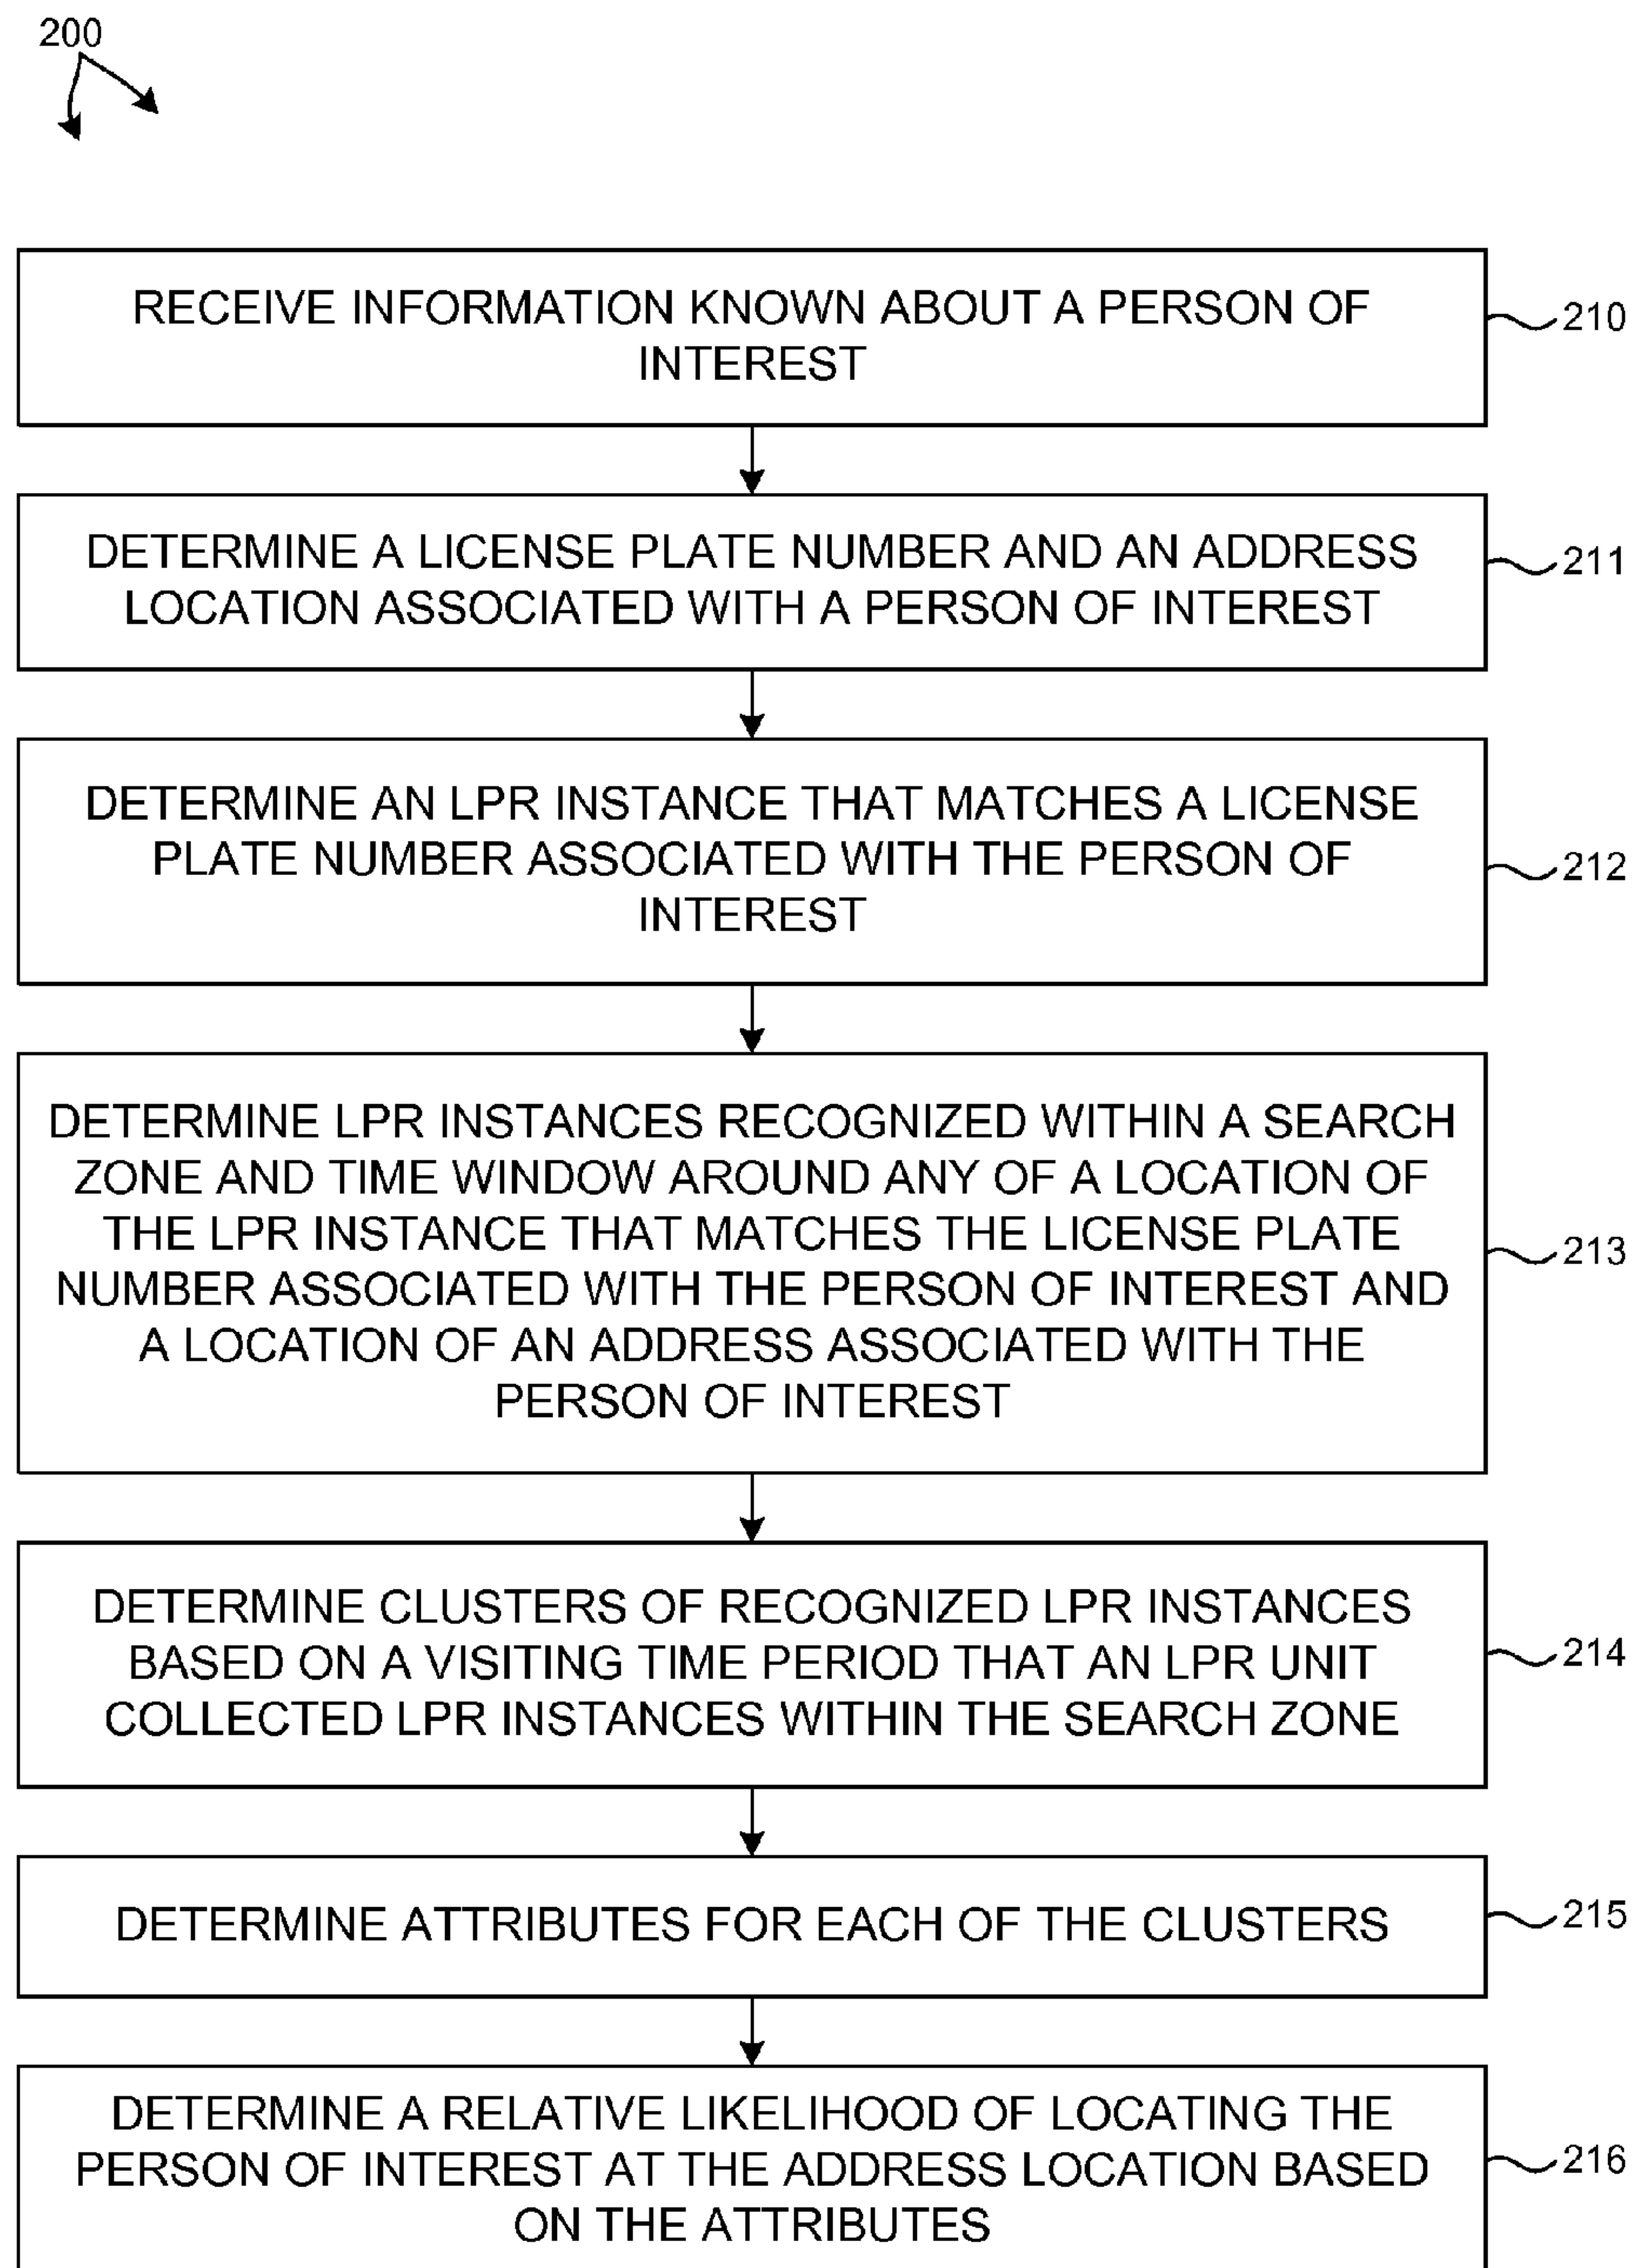 200
RECEIVE INFORMATION KNOWN ABOUT A PERSON OF
INTEREST
210
DETERMINE A LICENSE PLATE NUMBER AND AN ADDRESS
LOCATION ASSOCIATED WITH A PERSON OF INTEREST
211
DETERMINE AN LPR INSTANCE THAT MATCHES A LICENSE
PLATE NUMBER ASSOCIATED WITH THE PERSON OF
INTEREST
212
DETERMINE LPR INSTANCES RECOGNIZED WITHIN A SEARCH
ZONE AND TIME WINDOW AROUND ANY OF A LOCATION OF
THE LPR INSTANCE THAT MATCHES THE LICENSE PLATE
NUMBER ASSOCIATED WITH THE PERSON OF INTEREST AND
A LOCATION OF AN ADDRESS ASSOCIATED WITH THE
PERSON OF INTEREST
213
DETERMINE CLUSTERS OF RECOGNIZED LPR INSTANCES
BASED ON A VISITING TIME PERIOD THAT AN LPR UNIT
COLLECTED LPR INSTANCES WITHIN THE SEARCH ZONE
214
DETERMINE ATTRIBUTES FOR EACH OF THE CLUSTERS
215
DETERMINE A RELATIVE LIKELIHOOD OF LOCATING THE
PERSON OF INTEREST AT THE ADDRESS LOCATION BASED
ON THE ATTRIBUTES
216